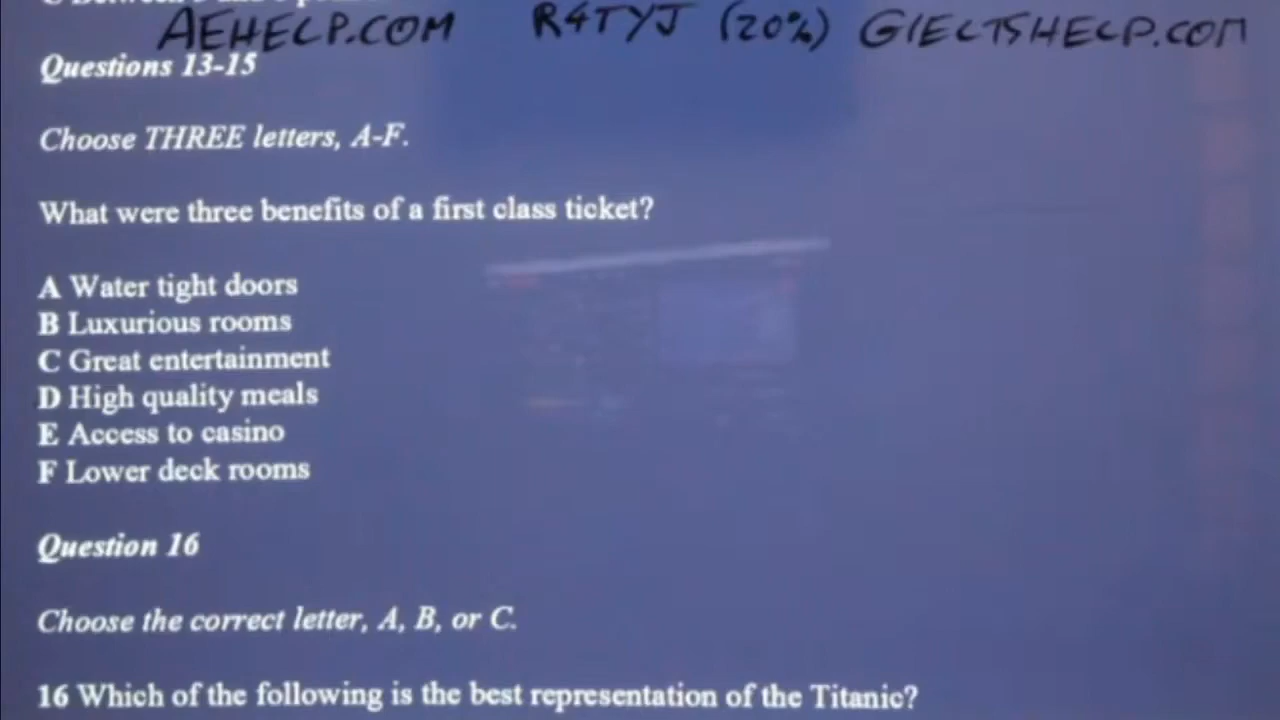 AEHELP.COM R4TYJ (20%) GIELTSHELP.COM
Questions 13-15
Choose THREE letters, A-F.
What were three benefits of a first class ticket?
A Water tight doors
B Luxurious rooms
C Great entertainment
D High quality meals
E Access to casino
F Lower deck rooms
Question 16
Choose the correct letter, A, B, or C.
16 Which of the following is the best representation of the Titanic?